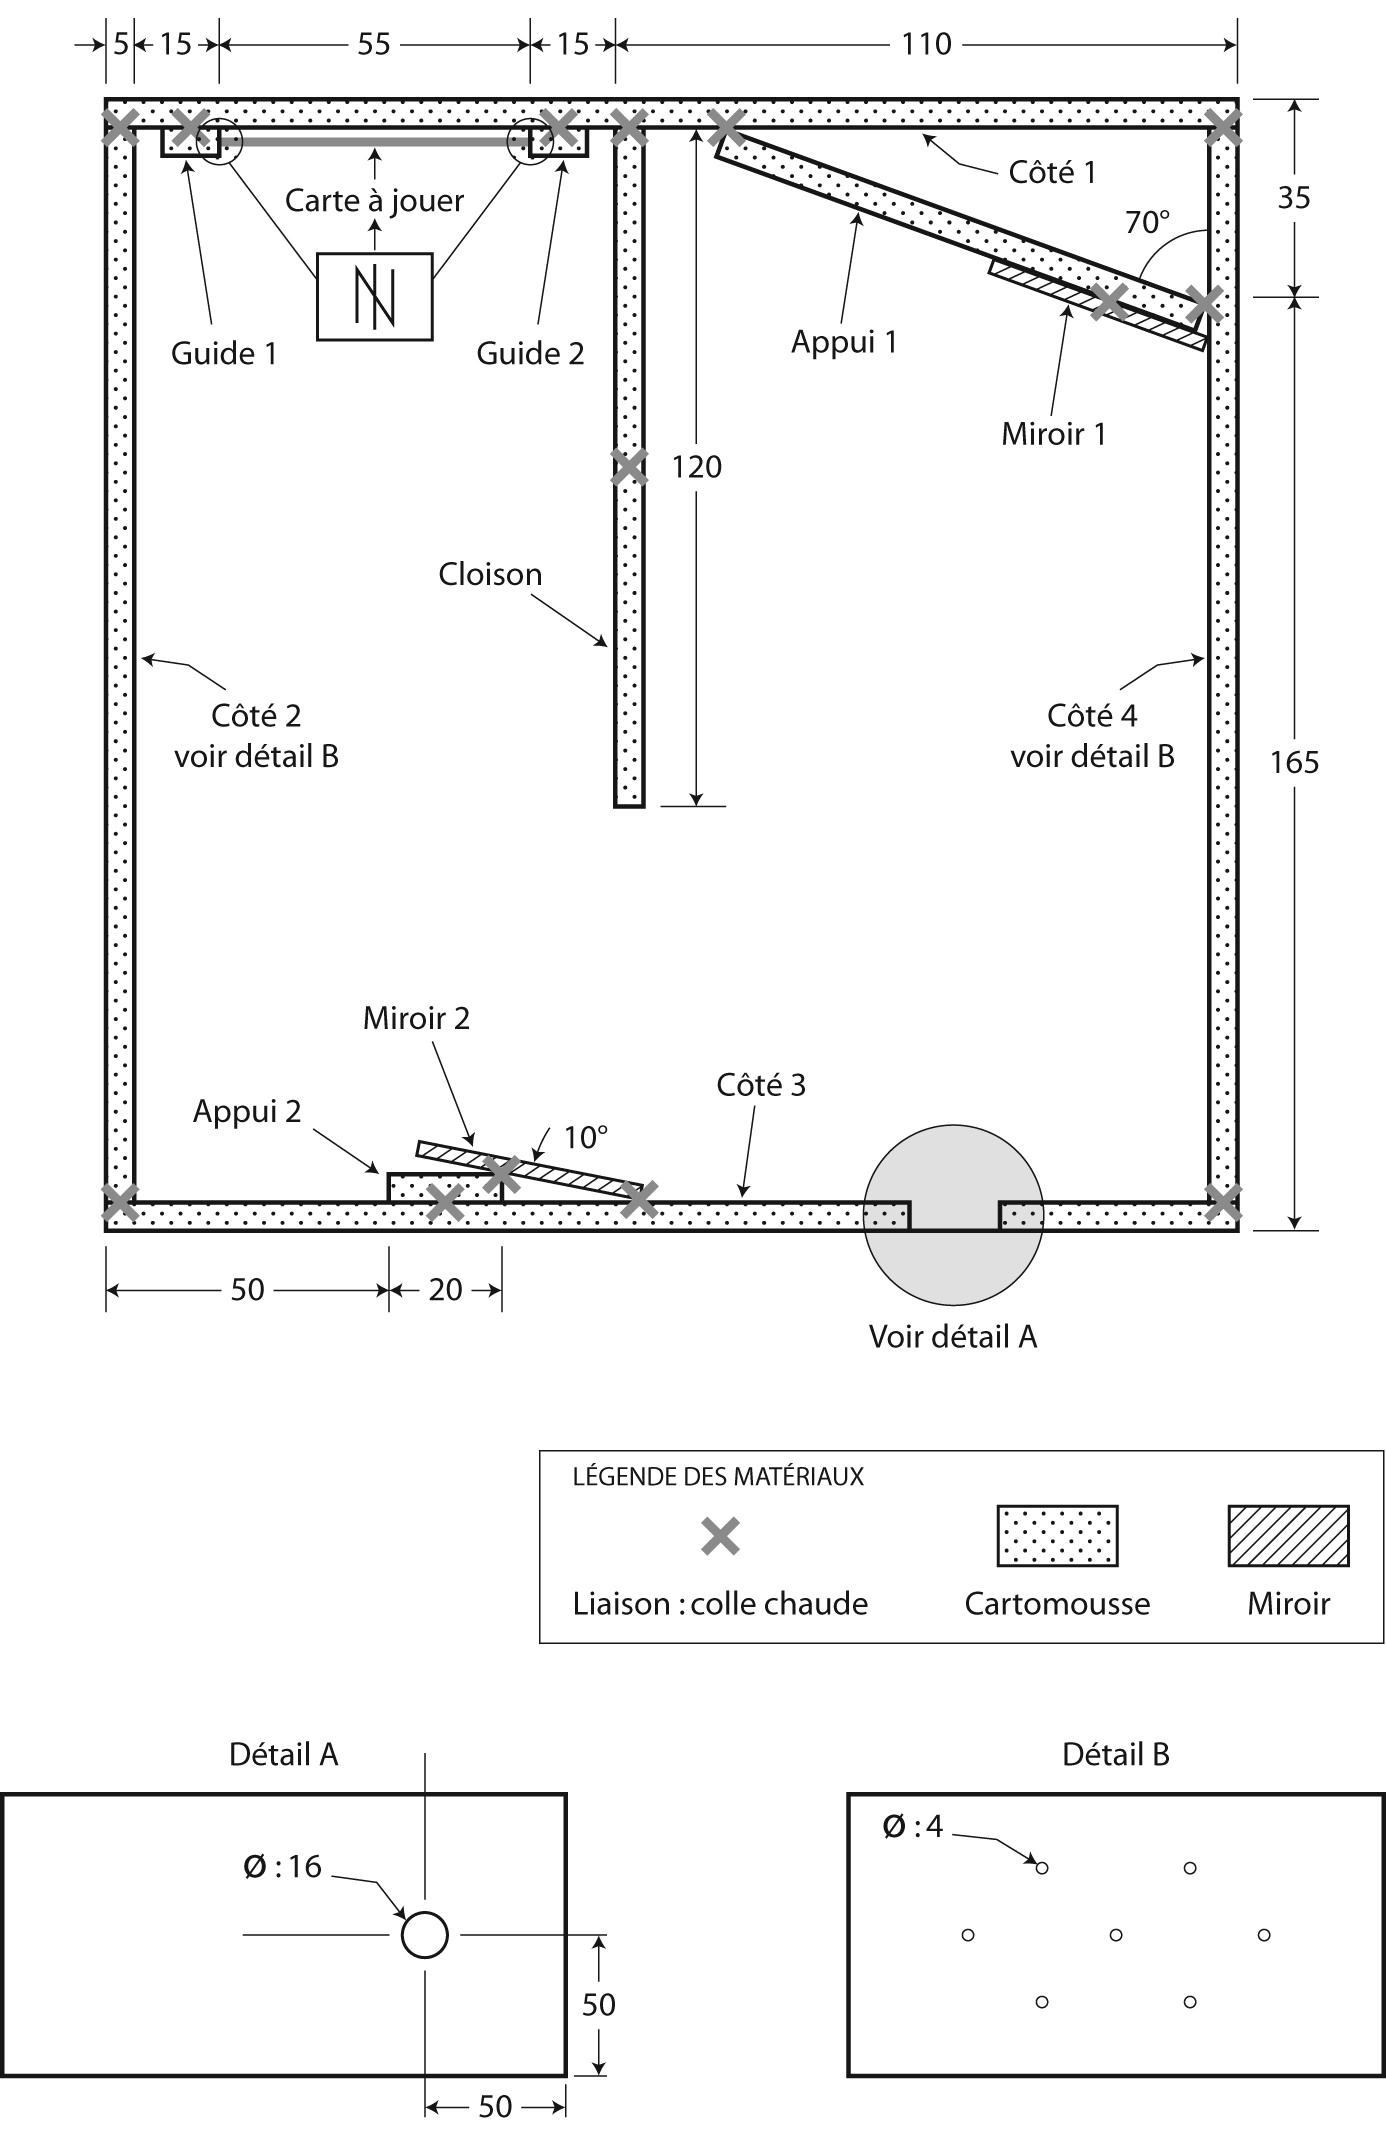 5 15 55 15 110
Côté 1
35
Carte à jouer
70°
Guide 1
Guide 2
Appui 1
Miroir 1
120
Cloison
Côté 2
voir détail B
Côté 4
voir détail B
165
Miroir 2
Côté 3
Appui 2
10°
50 20
Voir détail A
LÉGENDE DES MATÉRIAUX
Liaison : colle chaude
Cartomousse
Miroir
Détail A
Ø : 16
50
50
Détail B
Ø : 4